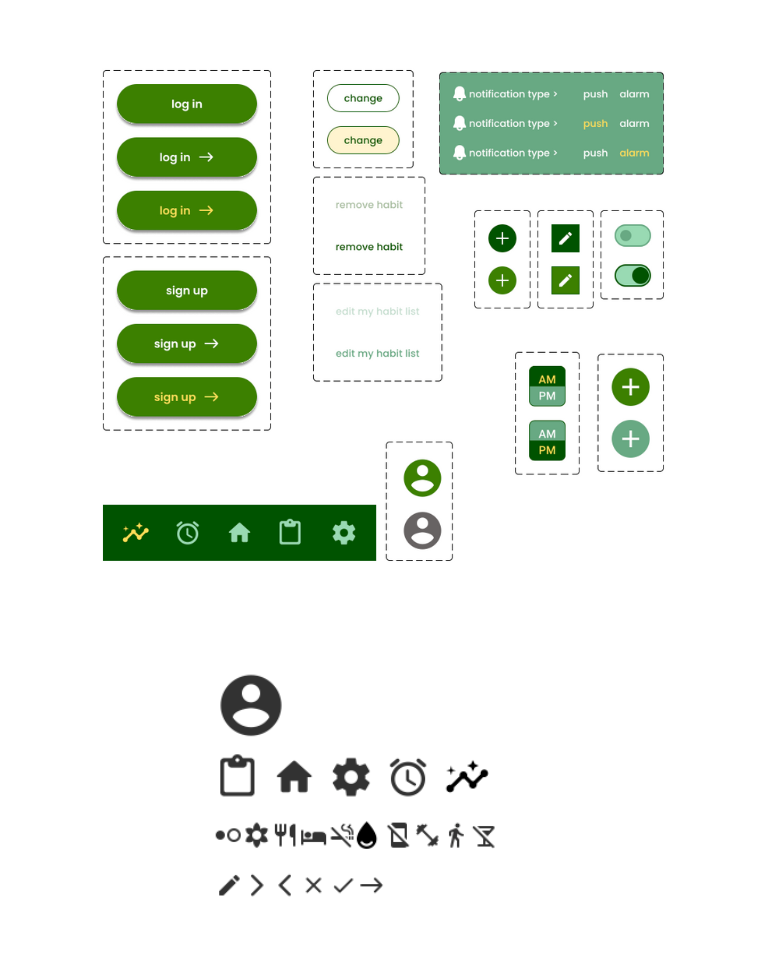 log in
log in
log in
sign up
sign up
sign up
change
change
remove habit
remove habit
edit my habit list
edit my habit list
notification type > push alarm
notification type > push alarm
notification type > push alarm
AM
PM
AM
PM